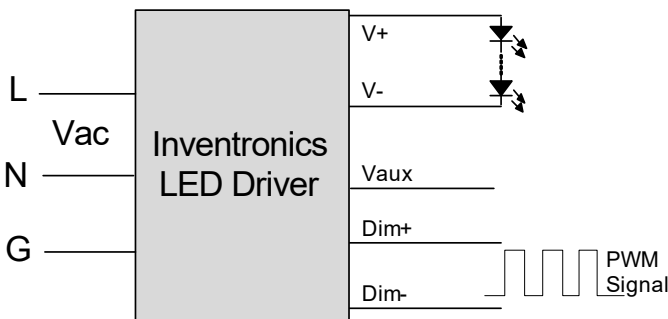 L
Vac
N
G
Inventronics
LED Driver
V+
V-
Vaux
Dim+
Dim-
PWM
Signal